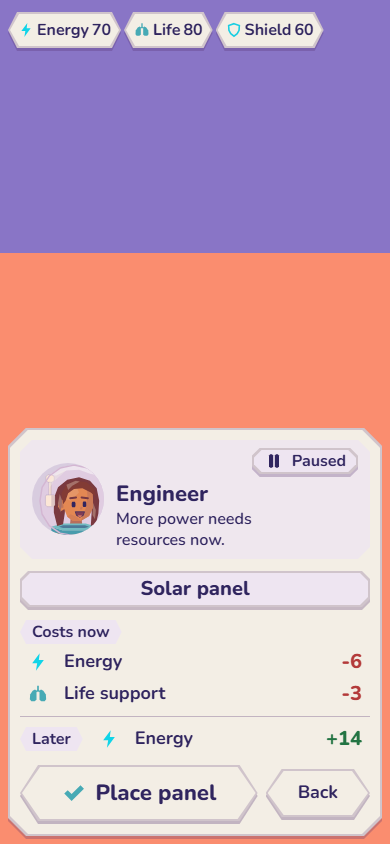 Energy 70 Life 80 Shield 60
Paused
Engineer
More power needs
resources now.
Solar panel
Costs now
Energy -6
Life support -3
Later Energy +14
Place panel Back